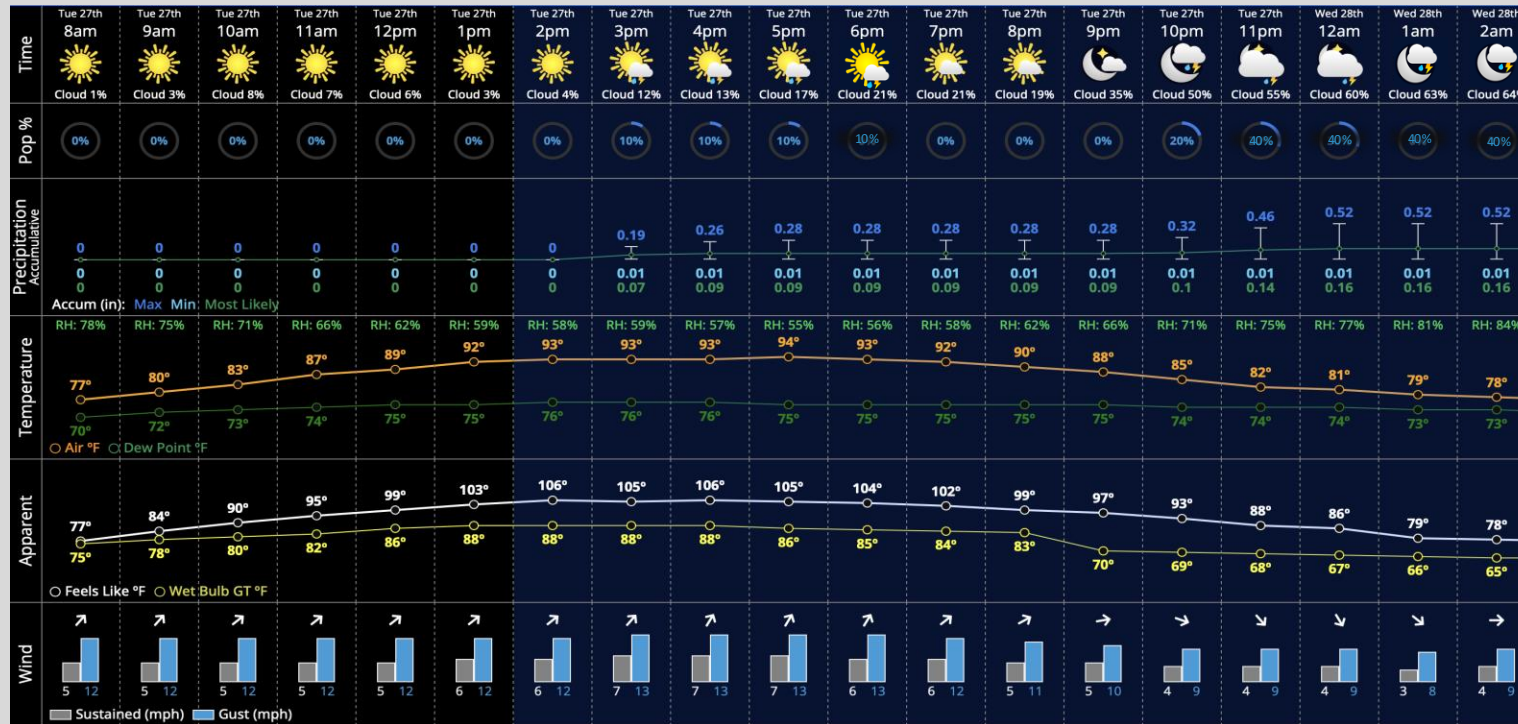 Time
Tue 27th Tue 27th Tue 27th Tue 27th Tue 27th Tue 27th Tue 27th Tue 27th Tue 27th Tue 27th Tue 27th Tue 27th Tue 27th Tue 27th Tue 27th Tue 27th Wed 28th Wed 28th Wed 28th
8am 9am 10am 11am 12pm 1pm 2pm 3pm 4pm 5pm 6pm 7pm 8pm 9pm 10pm 11pm 12am 1am 2am
Cloud 1% Cloud 3% Cloud 8% Cloud 7% Cloud 6% Cloud 3% Cloud 4% Cloud 12% Cloud 13% Cloud 17% Cloud 21% Cloud 21% Cloud 19% Cloud 35% Cloud 50% Cloud 55% Cloud 60% Cloud 63% Cloud 64%
Pop %
0% 0% 0% 0% 0% 0% 0% 10% 10% 10% 10% 0% 0% 0% 20% 40% 40% 40% 40%
Precipitation
Accumulative
0 0 0 0 0 0 0 0.19 0.26 0.28 0.28 0.28 0.28 0.28 0.32 0.46 0.52 0.52 0.52
0 0 0 0 0 0 0 0.01 0.01 0.01 0.01 0.01 0.01 0.01 0.01 0.01 0.01 0.01 0.01
0 0 0 0 0 0 0 0.07 0.09 0.09 0.09 0.09 0.09 0.09 0.1 0.14 0.16 0.16 0.16
Accum (in): Max Min Most Likely
Temperature
RH: 78% RH: 75% RH: 71% RH: 66% RH: 62% RH: 59% RH: 58% RH: 59% RH: 57% RH: 55% RH: 56% RH: 58% RH: 62% RH: 66% RH: 71% RH: 75% RH: 77% RH: 81% RH: 84%
77° 80° 83° 87° 89° 92° 93° 93° 93° 94° 93° 92° 90° 88° 85° 82° 81° 79° 78°
70° 72° 73° 74° 75° 75° 76° 76° 76° 75° 75° 75° 75° 75° 74° 74° 74° 73° 73°
Air °F Dew Point °F
Apparent
77° 84° 90° 95° 99° 103° 106° 105° 106° 105° 104° 102° 99° 97° 93° 88° 86° 79° 78°
75° 78° 80° 82° 86° 88° 88° 88° 88° 86° 85° 84° 83° 70° 69° 68° 67° 66° 65°
Feels Like °F Wet Bulb GT °F
Wind
5 12 5 12 5 12 5 12 5 12 6 12 6 12 7 13 7 13 7 13 6 13 6 12 5 11 5 10 4 9 4 9 4 9 3 8 4 9
Sustained (mph) Gust (mph)